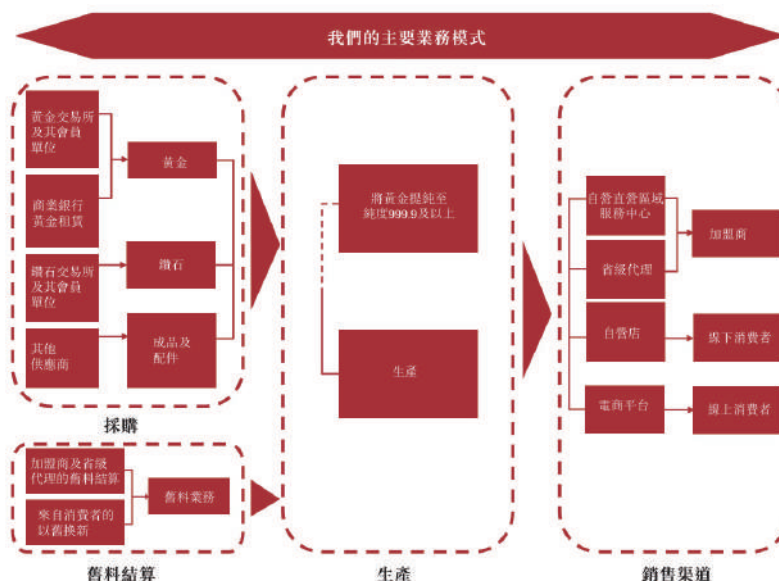 我們的主要業務模式
黃金交易所
及其會員
單位
黃金
商業銀行
黃金租賃
鑽石交易所
及其會員
單位
鑽石
其他
供應商
成品及
配件
採購
加盟商及省級
代理的舊料結算
舊料業務
來自消費者的
以舊換新
舊料結算
將黃金提純至
純度999.9及以上
生產
生產
自營直營區域
服務中心
加盟商
省級代理
自營店
線下消費者
電商平台
線上消費者
銷售渠道